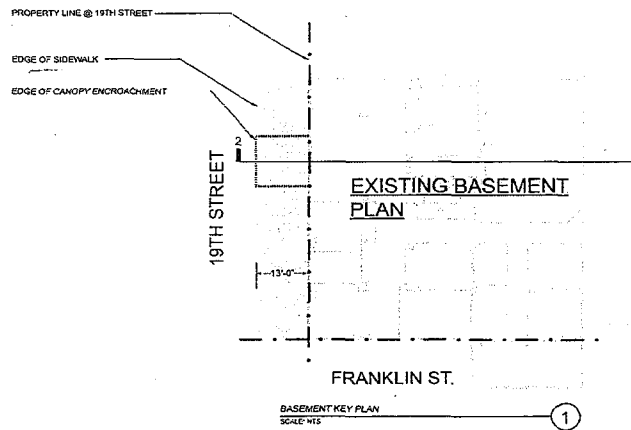 PROPERTY LINE @ 19TH STREET
EDGE OF SIDEWALK
EDGE OF CANOPY ENCROACHMENT
2
19TH STREET
EXISTING BASEMENT
PLAN
13'-0"
FRANKLIN ST.
BASEMENT KEY PLAN
SCALE: NTS
1